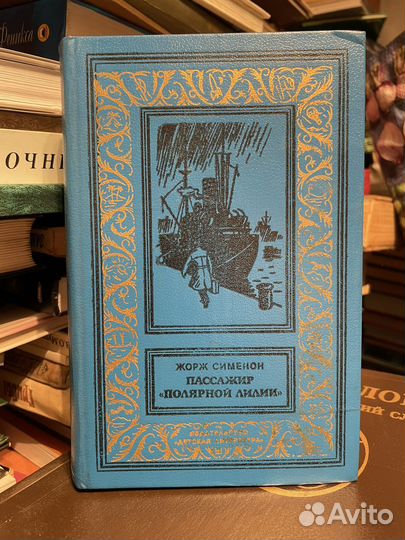 ОЧНИ
ЖОРЖ СИМЕНОН
ПАССАЖИР
«ПОЛЯРНОЙ ЛИЛИИ»
ИЗДАТЕЛЬСТВО
«ДЕТСКАЯ ЛИТЕРАТУРА»
Avito